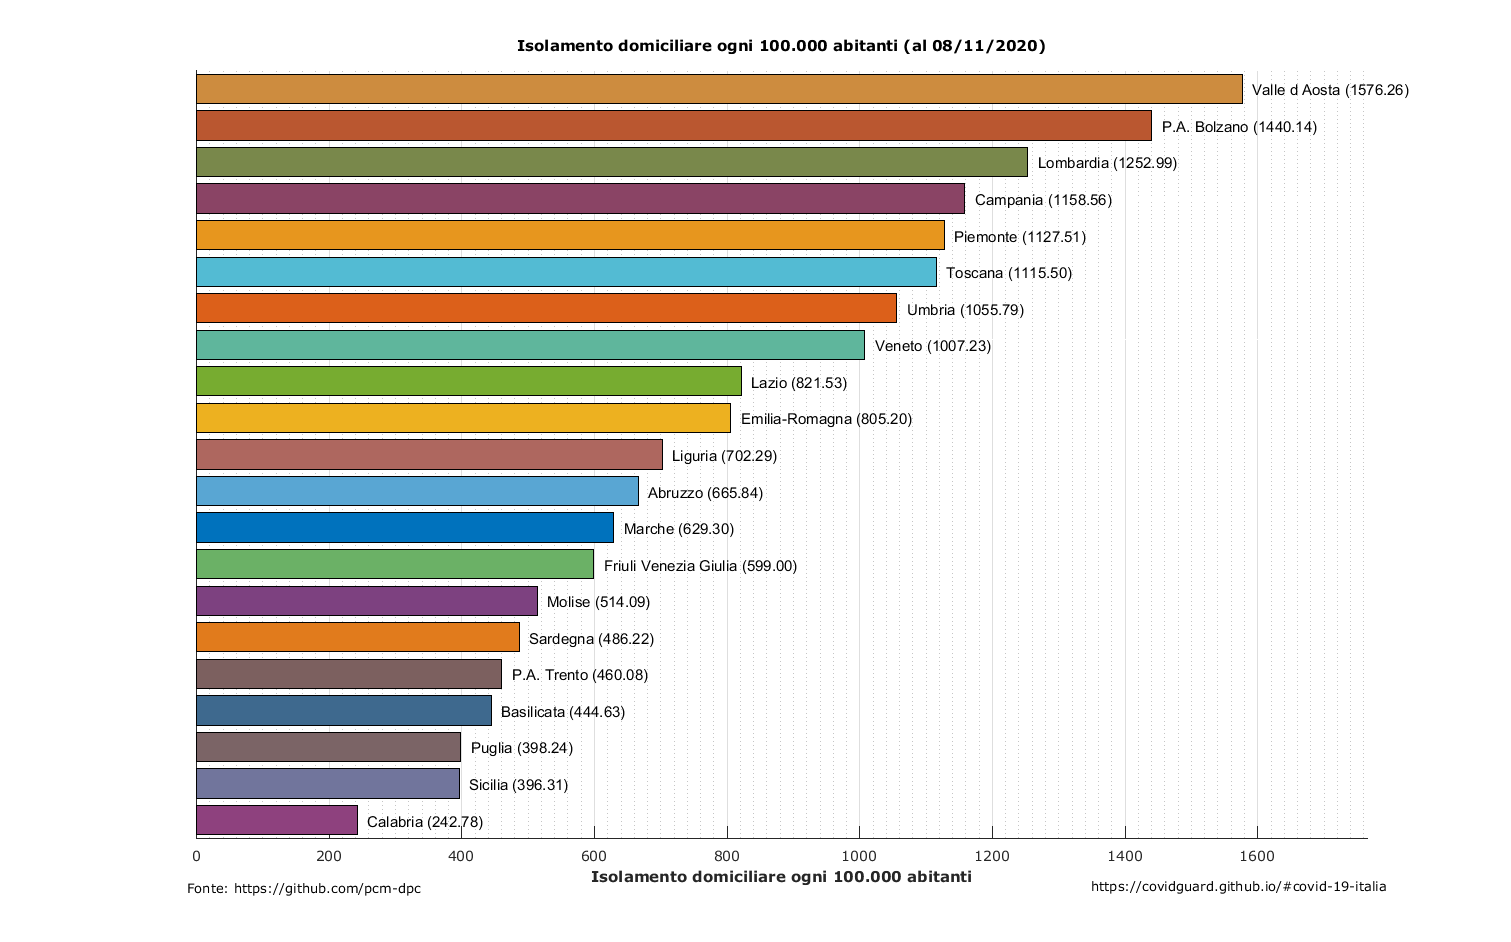 Isolamento domiciliare ogni 100.000 abitanti (al 08/11/2020)
Valle d Aosta (1576.26)
P.A. Bolzano (1440.14)
Lombardia (1252.99)
Campania (1158.56)
Piemonte (1127.51)
Toscana (1115.50)
Umbria (1055.79)
Veneto (1007.23)
Lazio (821.53)
Emilia-Romagna (805.20)
Liguria (702.29)
Abruzzo (665.84)
Marche (629.30)
Friuli Venezia Giulia (599.00)
Molise (514.09)
Sardegna (486.22)
P.A. Trento (460.08)
Basilicata (444.63)
Puglia (398.24)
Sicilia (396.31)
Calabria (242.78)
0 200 400 600 800 1000 1200 1400 1600
Isolamento domiciliare ogni 100.000 abitanti
Fonte: https://github.com/pcm-dpc
https://covidguard.github.io/#covid-19-italia